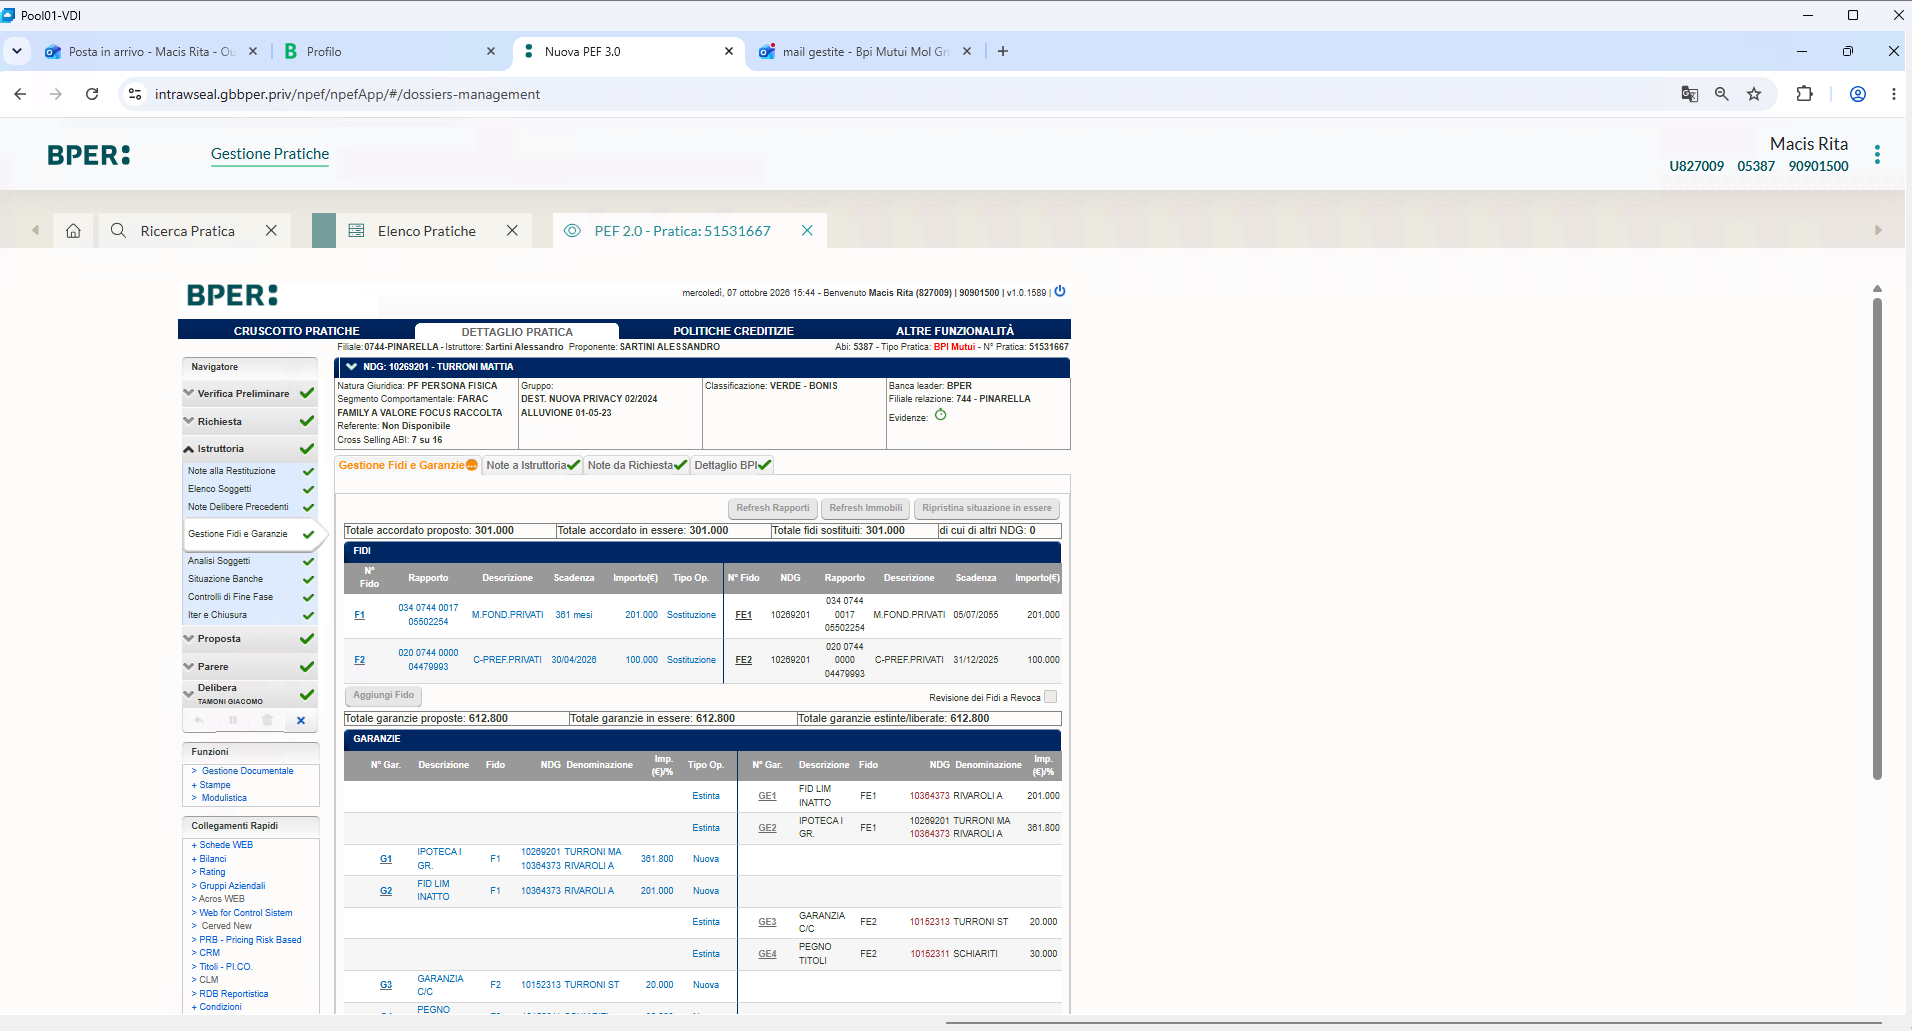 Pool01-VDI
Posta in arrivo - Macis Rita - Ou
Profilo
Nuova PEF 3.0
mail gestite - Bpi Mutui Mol Gru
intrawseal.gbbper.priv/npef/npefApp/#/dossiers-management
BPER:
Gestione Pratiche
Macis Rita
U827009 05387 90901500
Ricerca Pratica
Elenco Pratiche
PEF 2.0 - Pratica: 51531667
BPER:
mercoledì, 07 ottobre 2026 15:44 - Benvenuto Macis Rita (827009) | 90901500 | v1.0.1589 |
CRUSCOTTO PRATICHE DETTAGLIO PRATICA POLITICHE CREDITIZIE ALTRE FUNZIONALITÀ
Filiale: 0744-PINARELLA - Istruttore: Sartini Alessandro Proponente: SARTINI ALESSANDRO
Abi: 5387 - Tipo Pratica: BPI Mutui - N° Pratica: 51531667
Navigatore
Verifica Preliminare
Richiesta
Istruttoria
Note alla Restituzione
Elenco Soggetti
Note Delibere Precedenti
Gestione Fidi e Garanzie
Analisi Soggetti
Situazione Banche
Controlli di Fine Fase
Iter e Chiusura
Proposta
Parere
Delibera
TAMONI GIACOMO
Funzioni
> Gestione Documentale
+ Stampe
> Modulistica
Collegamenti Rapidi
+ Schede WEB
+ Bilanci
> Rating
> Gruppi Aziendali
> Acros WEB
> Web for Control Sistem
> Cerved New
> PRB - Pricing Risk Based
> CRM
> Titoli - PI.CO.
> CLM
> RDB Reportistica
+ Condizioni
NDG: 10269201 - TURRONI MATTIA
Natura Giuridica: PF PERSONA FISICA
Segmento Comportamentale: FARAC
FAMILY A VALORE FOCUS RACCOLTA
Referente: Non Disponibile
Cross Selling ABI: 7 su 16
Gruppo:
DEST. NUOVA PRIVACY 02/2024
ALLUVIONE 01-05-23
Classificazione: VERDE - BONIS
Banca leader: BPER
Filiale relazione: 744 - PINARELLA
Evidenze:
Gestione Fidi e Garanzie Note a Istruttoria Note da Richiesta Dettaglio BPI
Refresh Rapporti Refresh Immobili Ripristina situazione in essere
Totale accordato proposto: 301.000 Totale accordato in essere: 301.000 Totale fidi sostituiti: 301.000 di cui di altri NDG: 0
FIDI
N° Fido Rapporto Descrizione Scadenza Importo(€) Tipo Op. N° Fido NDG Rapporto Descrizione Scadenza Importo(€)
F1 034 0744 0017 05502254 M.FOND.PRIVATI 361 mesi 201.000 Sostituzione FE1 10269201 034 0744 0017 05502254 M.FOND.PRIVATI 05/07/2055 201.000
F2 020 0744 0000 04479993 C-PREF.PRIVATI 30/04/2026 100.000 Sostituzione FE2 10269201 020 0744 0000 04479993 C-PREF.PRIVATI 31/12/2025 100.000
Aggiungi Fido
Revisione dei Fidi a Revoca
Totale garanzie proposte: 612.800 Totale garanzie in essere: 612.800 Totale garanzie estinte/liberate: 612.800
GARANZIE
N° Gar. Descrizione Fido NDG Denominazione Imp. (€)/% Tipo Op. N° Gar. Descrizione Fido NDG Denominazione Imp. (€)/%
Estinta GE1 FID LIM INATTO FE1 10364373 RIVAROLI A 201.000
Estinta GE2 IPOTECA I GR. FE1 10269201 TURRONI MA 10364373 RIVAROLI A 361.800
G1 IPOTECA I GR. F1 10269201 TURRONI MA 10364373 RIVAROLI A 361.800 Nuova
G2 FID LIM INATTO F1 10364373 RIVAROLI A 201.000 Nuova
Estinta GE3 GARANZIA C/C FE2 10152313 TURRONI ST 20.000
Estinta GE4 PEGNO TITOLI FE2 10152311 SCHIARITI 30.000
G3 GARANZIA C/C F2 10152313 TURRONI ST 20.000 Nuova
PEGNO